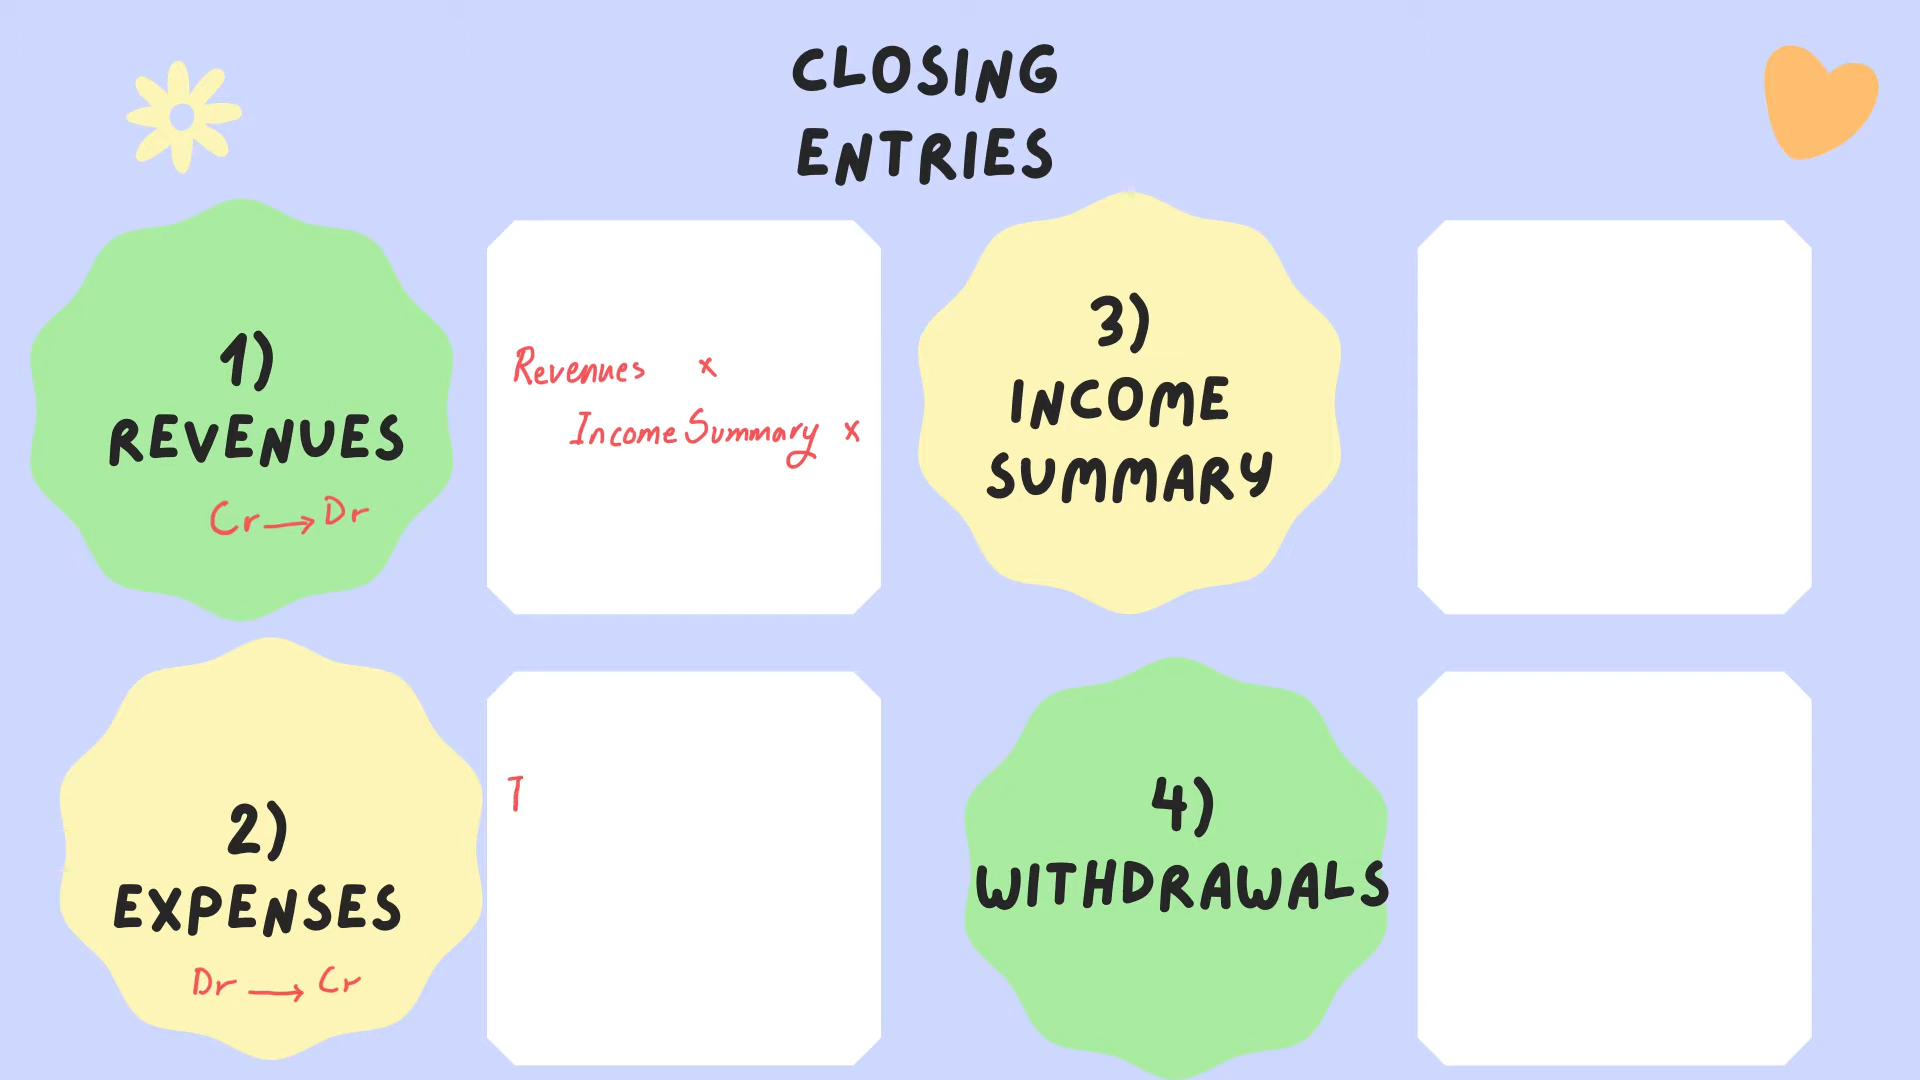 CLOSING
ENTRIES
1)
REVENUES
Cr → Dr
Revenues x
Income Summary x
3)
INCOME
SUMMARY
2)
EXPENSES
Dr → Cr
4)
WITHDRAWALS